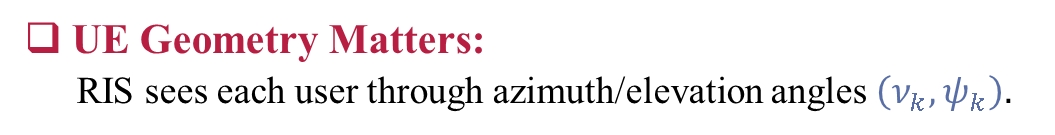 ❑ UE Geometry Matters:
RIS sees each user through azimuth/elevation angles (νₖ, ψₖ).